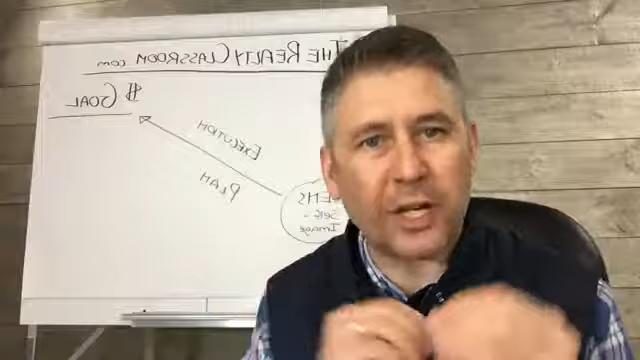 THE REALTY CLASSROOM.com
$ GOAL
EXECUTION
PLAN
Self-
Image